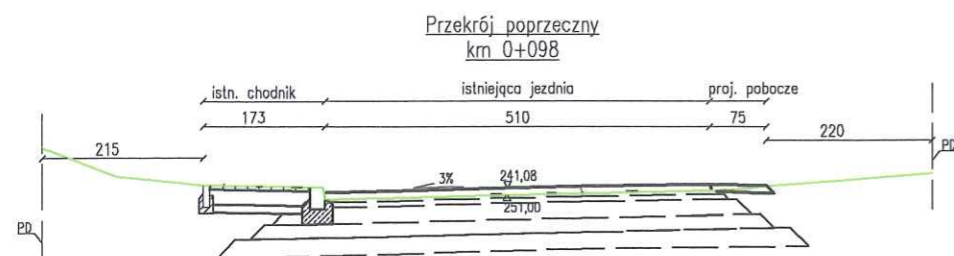 Przekrój poprzeczny
km 0+098
istn. chodnik istniejąca jezdnia proj. pobocze
173 510 75
215 220
PD
3% 241,08
251,00
PD